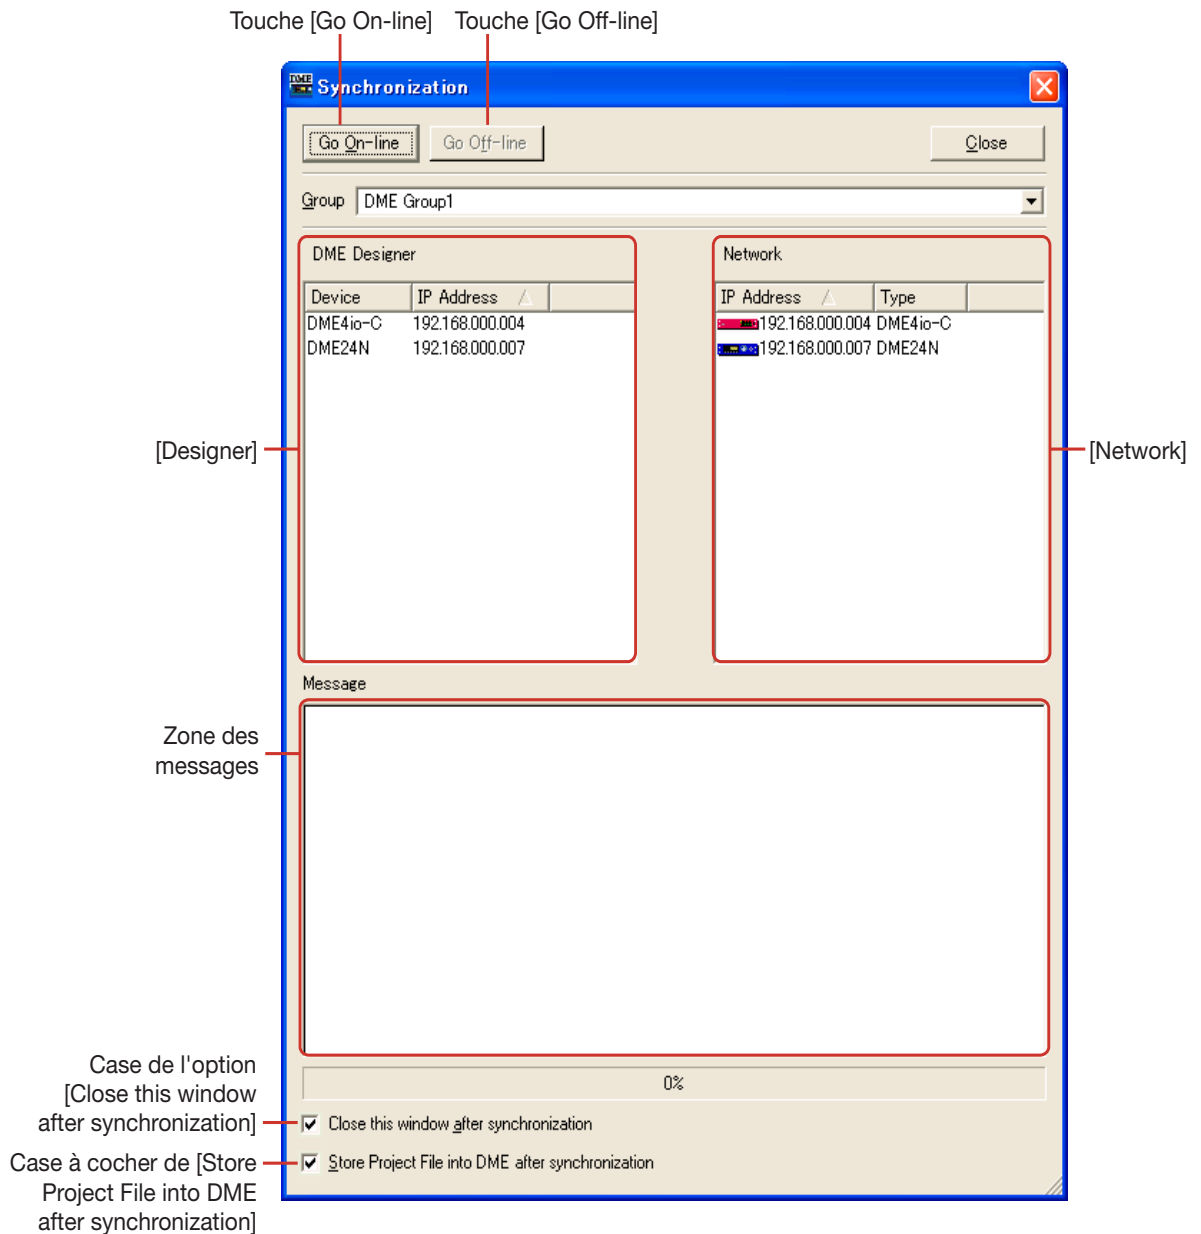 Touche [Go On-line] Touche [Go Off-line]
DME Synchronization
Go On-line Go Off-line Close
Group DME Group1
DME Designer Network
Device IP Address IP Address Type
DME4io-C 192.168.000.004 192.168.000.004 DME4io-C
DME24N 192.168.000.007 192.168.000.007 DME24N
[Designer] [Network]
Message
Zone des
messages
Case de l'option
[Close this window
after synchronization]
0%
Close this window after synchronization
Case à cocher de [Store
Project File into DME
after synchronization]
Store Project File into DME after synchronization